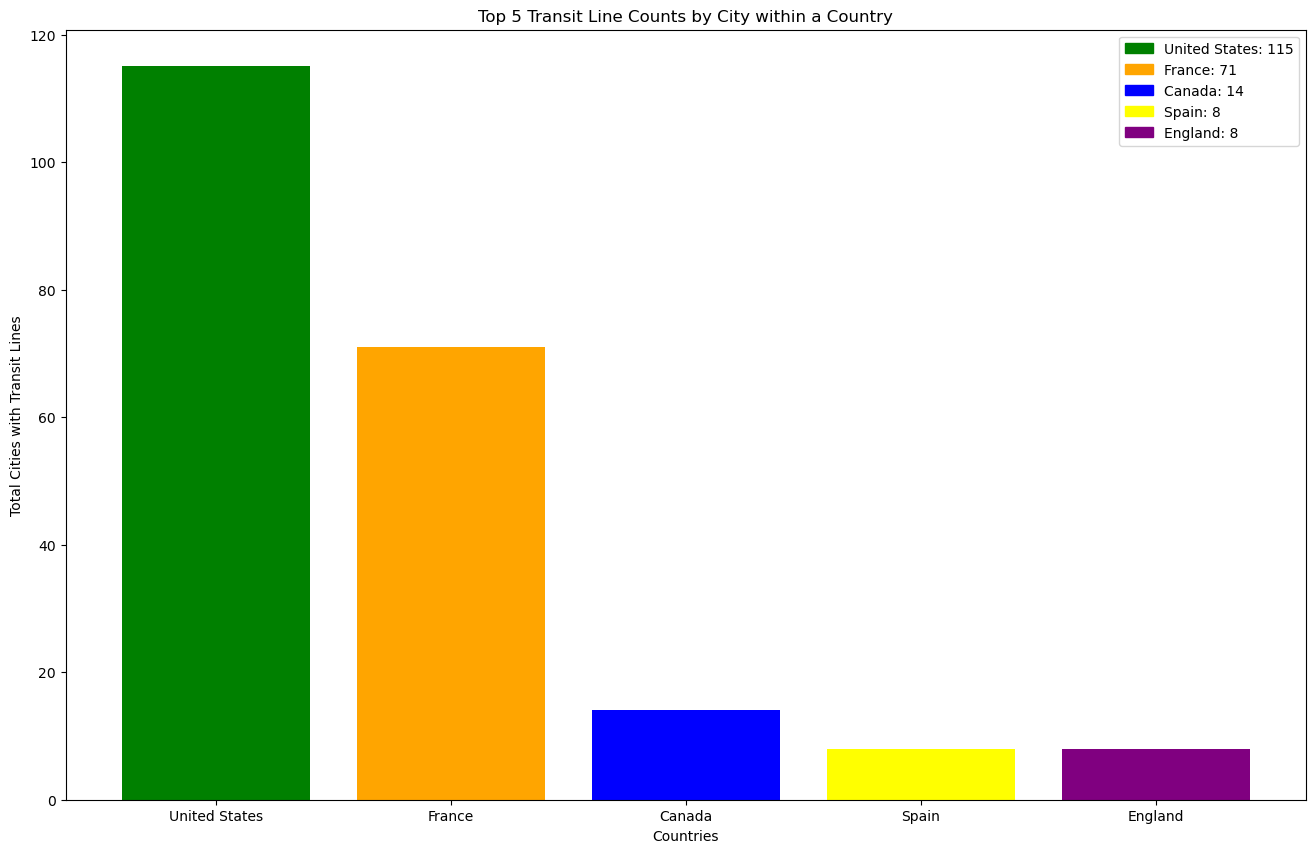 Top 5 Transit Line Counts by City within a Country
United States: 115
France: 71
Canada: 14
Spain: 8
England: 8
Total Cities with Transit Lines
120
100
80
60
40
20
0
United States France Canada Spain England
Countries